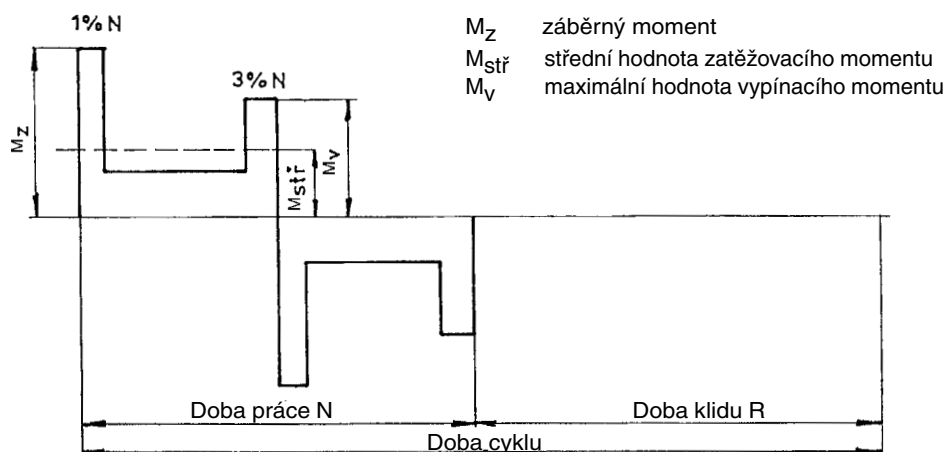 1% N
M_Z záběrný moment
M_stř střední hodnota zatěžovacího momentu
M_v maximální hodnota vypínacího momentu
3% N
M_Z
M_stř
M_v
Doba práce N
Doba klidu R
Doba cyklu